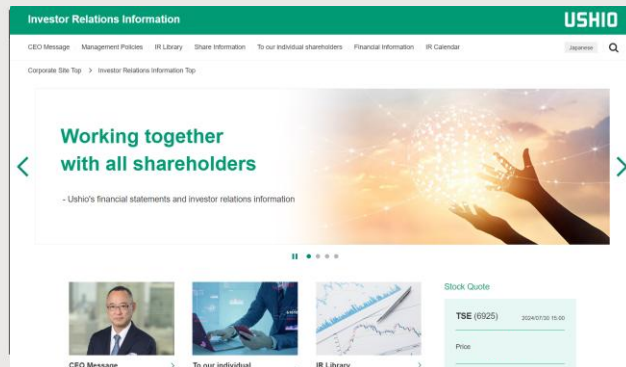 Investor Relations Information
USHIO
CEO Message Management Policies IR Library Share Information To our individual shareholders Financial Information IR Calendar
Japanese
Corporate Site Top > Investor Relations Information Top
Working together
with all shareholders
- Ushio's financial statements and investor relations information
Stock Quote
TSE (6925) 2024/07/30 15:00
Price
CEO Message > To our individual IR Library >